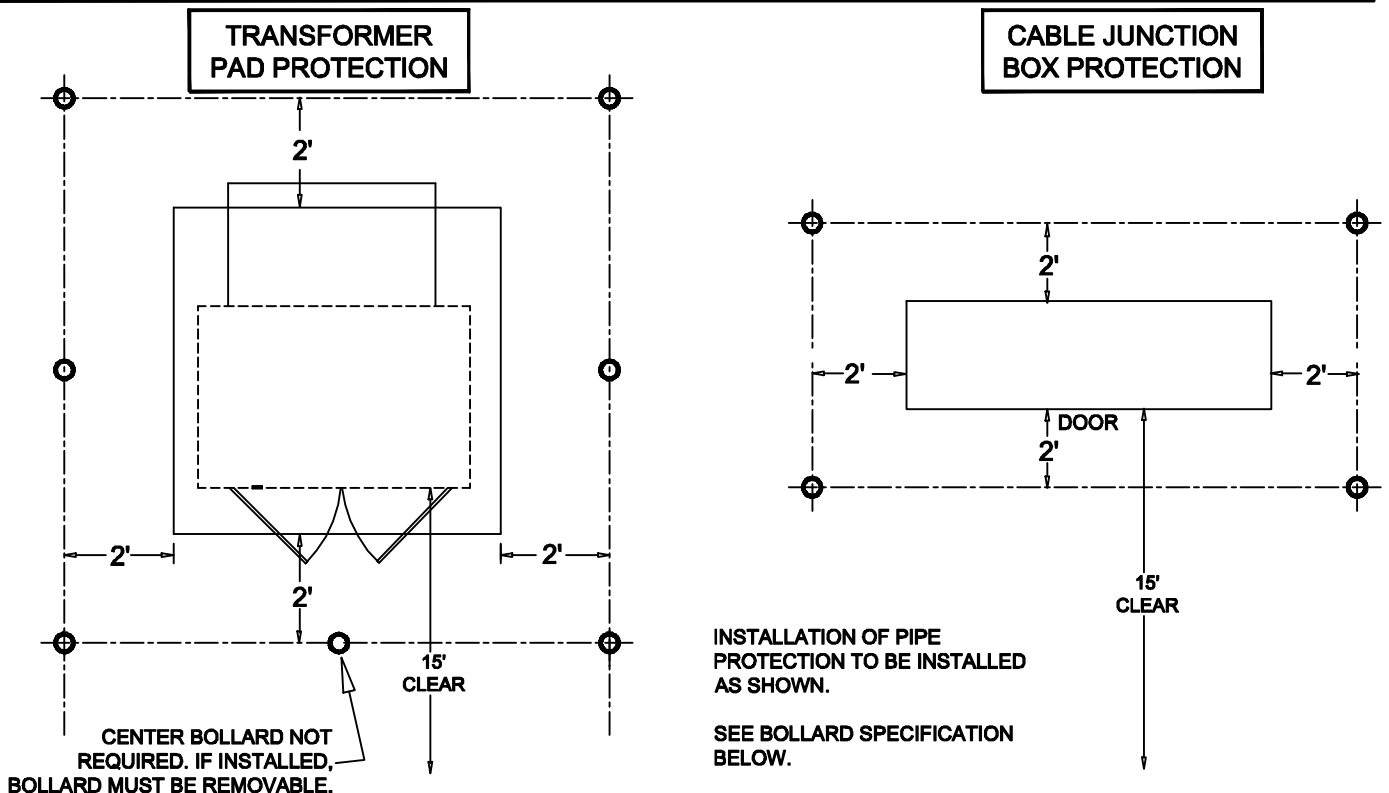 TRANSFORMER
PAD PROTECTION
2'
2'
2'
2'
15'
CLEAR
CENTER BOLLARD NOT
REQUIRED. IF INSTALLED,
BOLLARD MUST BE REMOVABLE.
CABLE JUNCTION
BOX PROTECTION
2'
2'
2'
DOOR
2'
15'
CLEAR
INSTALLATION OF PIPE
PROTECTION TO BE INSTALLED
AS SHOWN.
SEE BOLLARD SPECIFICATION
BELOW.